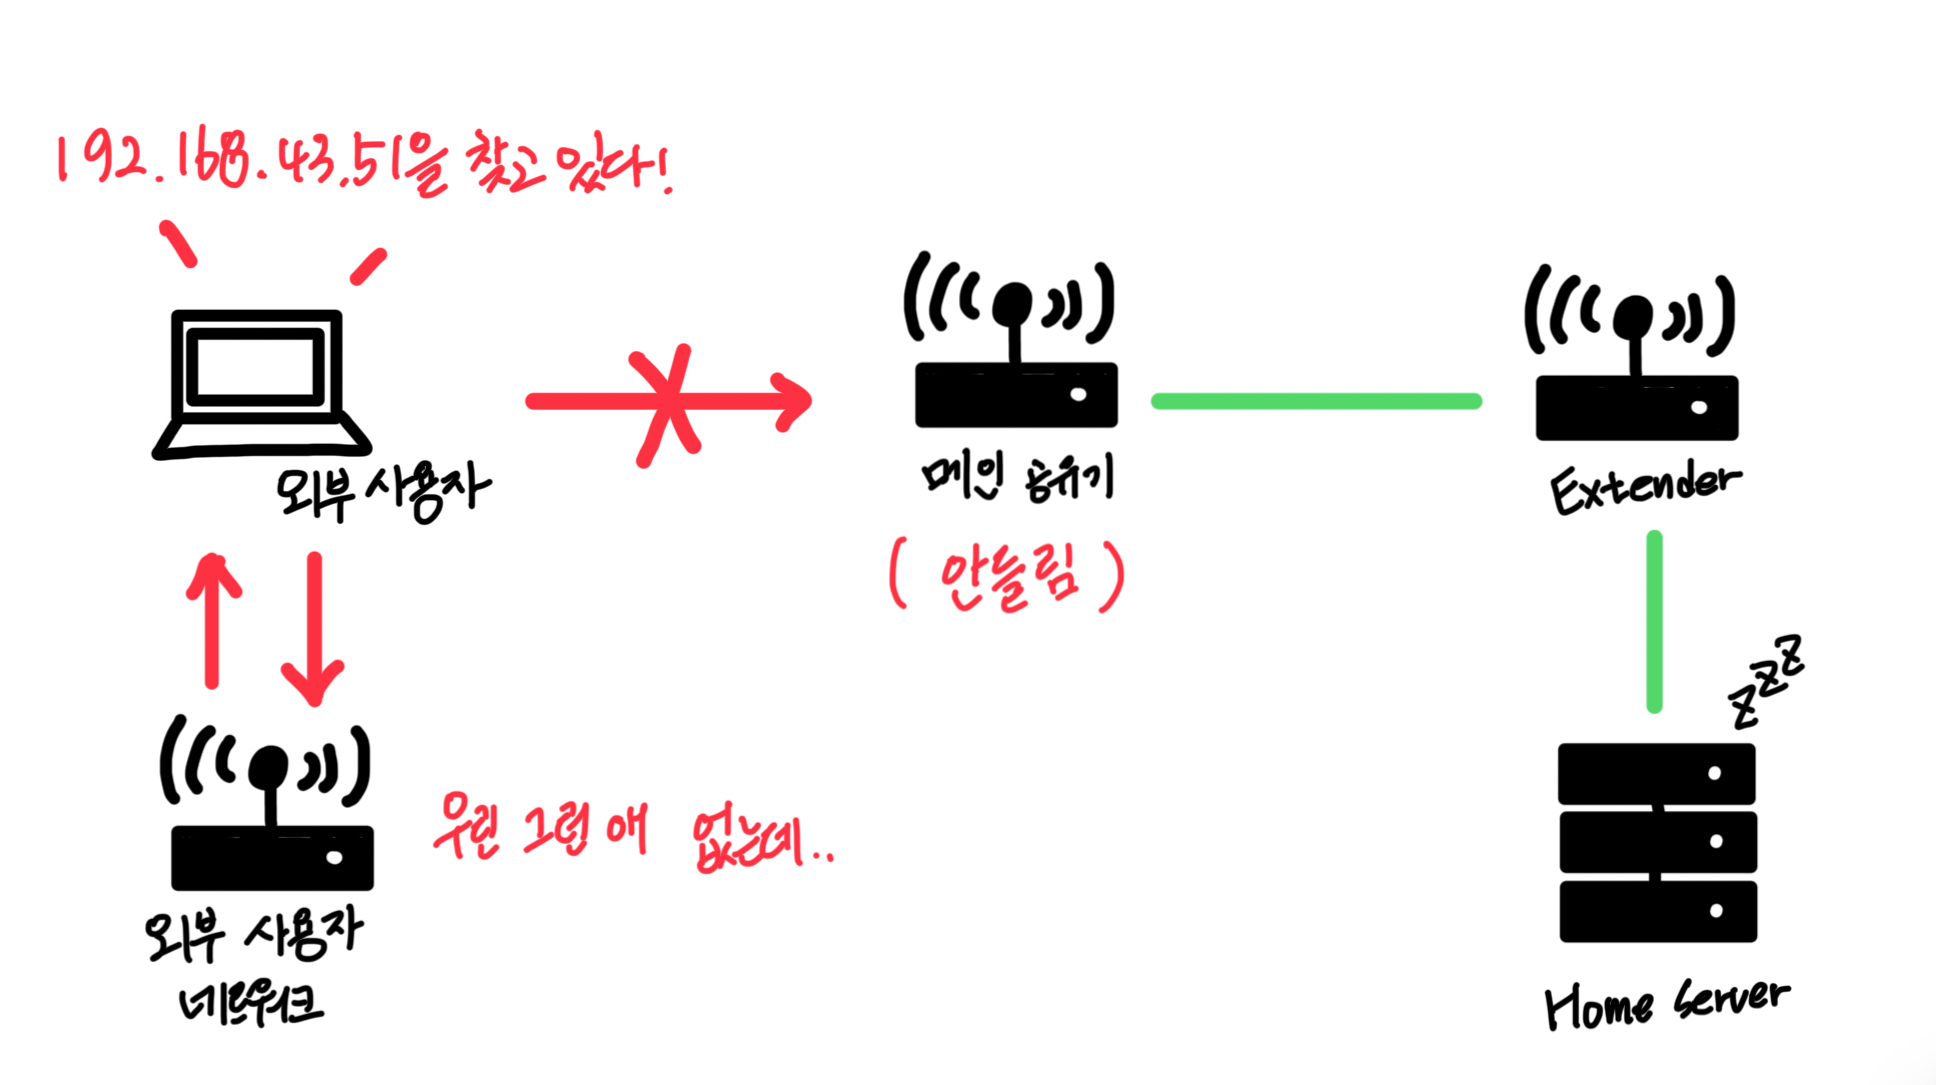 192.168.43.51을 찾고 있다!
외부 사용자
메인 공유기
(안들림)
Extender
zzz
우린 그런 애 없는데..
외부 사용자
네트워크
Home Server